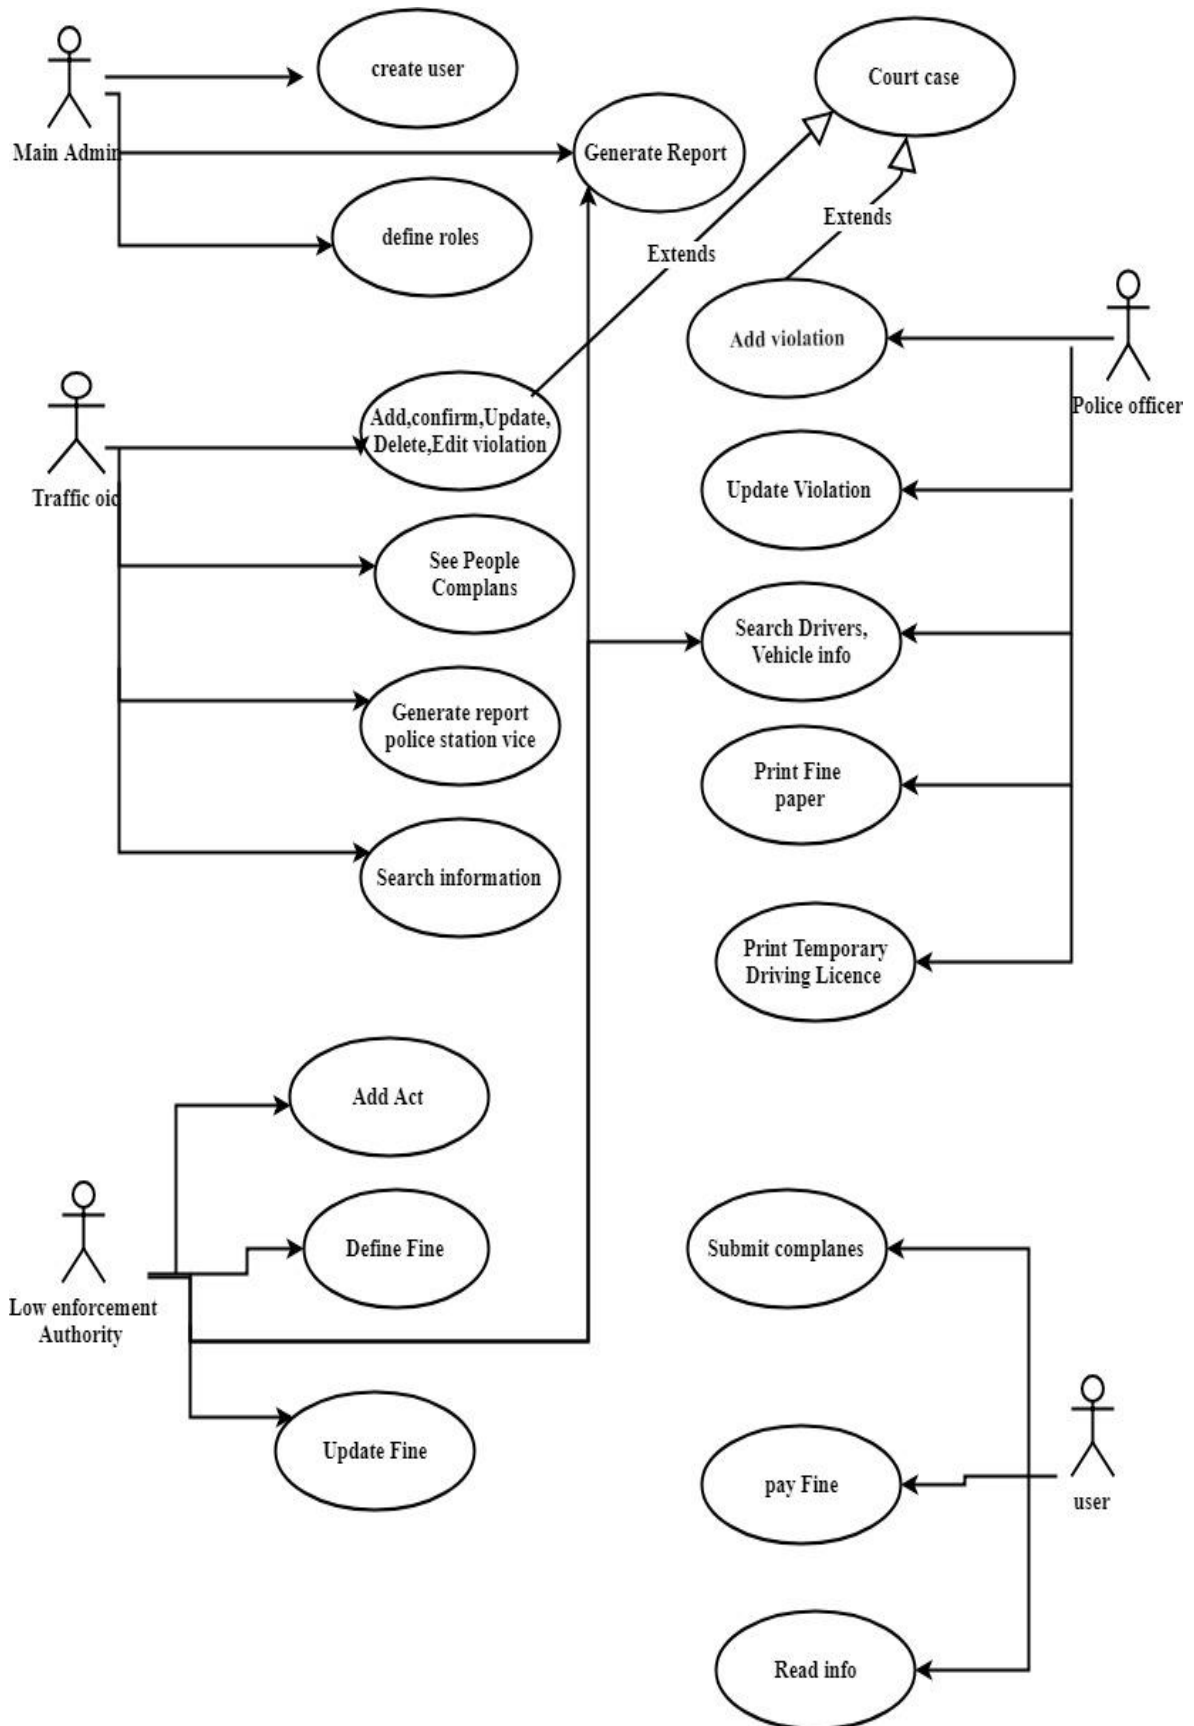 create user
Court case
Main Admin
Generate Report
define roles
Extends
Extends
Add violation
Police officer
Add,confirm,Update,
Delete,Edit violation
Traffic oic
Update Violation
See People
Complans
Search Drivers,
Vehicle info
Generate report
police station vice
Print Fine
paper
Search information
Print Temporary
Driving Licence
Add Act
Define Fine
Submit complanes
Low enforcement
Authority
Update Fine
pay Fine
user
Read info